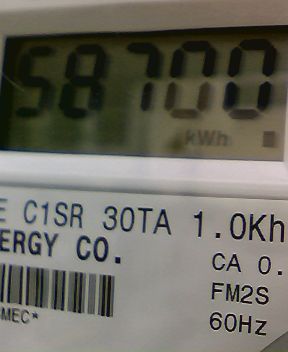 58700
kWh
E C1SR 30TA 1.0Kh
ERGY CO.
CA 0.
FM2S
MEC*
60Hz